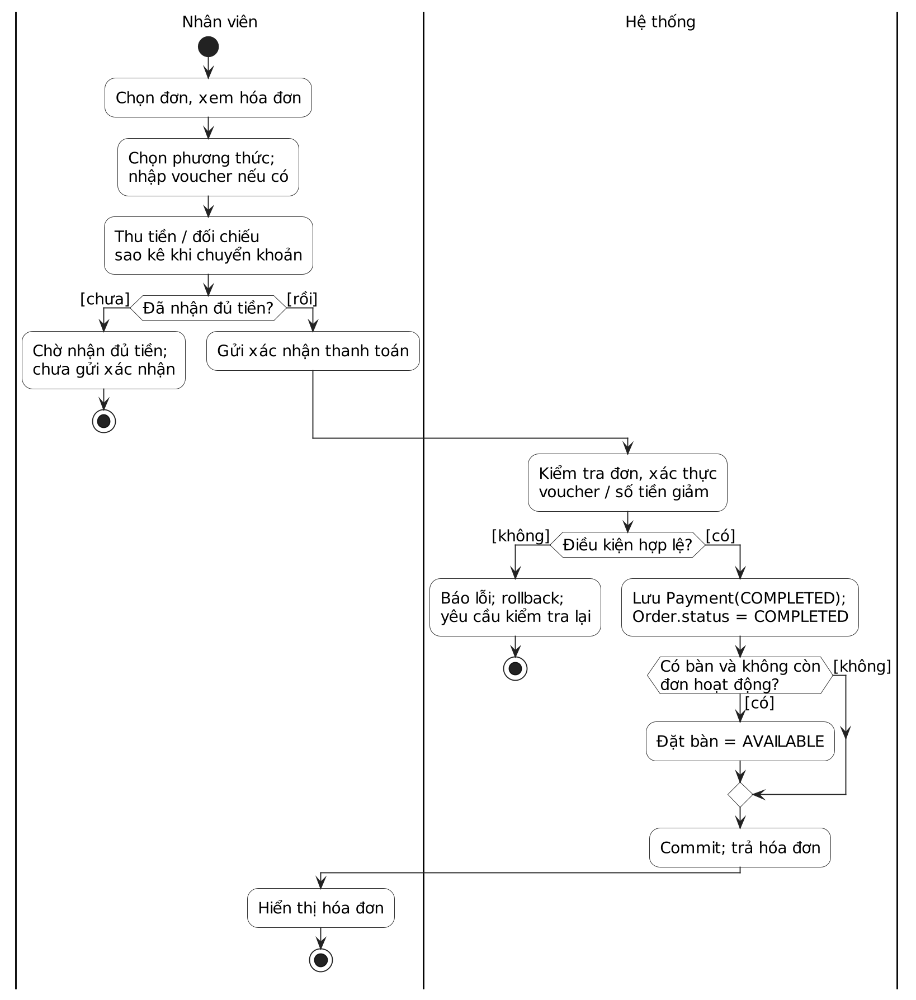 Nhân viên
Hệ thống
Chọn đơn, xem hóa đơn
Chọn phương thức;
nhập voucher nếu có
Thu tiền / đối chiếu
sao kê khi chuyển khoản
[chưa]
Đã nhận đủ tiền?
[rồi]
Chờ nhận đủ tiền;
chưa gửi xác nhận
Gửi xác nhận thanh toán
Kiểm tra đơn, xác thực
voucher / số tiền giảm
[không]
Điều kiện hợp lệ?
[có]
Báo lỗi; rollback;
yêu cầu kiểm tra lại
Lưu Payment(COMPLETED);
Order.status = COMPLETED
Có bàn và không còn
đơn hoạt động?
[không]
[có]
Đặt bàn = AVAILABLE
Commit; trả hóa đơn
Hiển thị hóa đơn